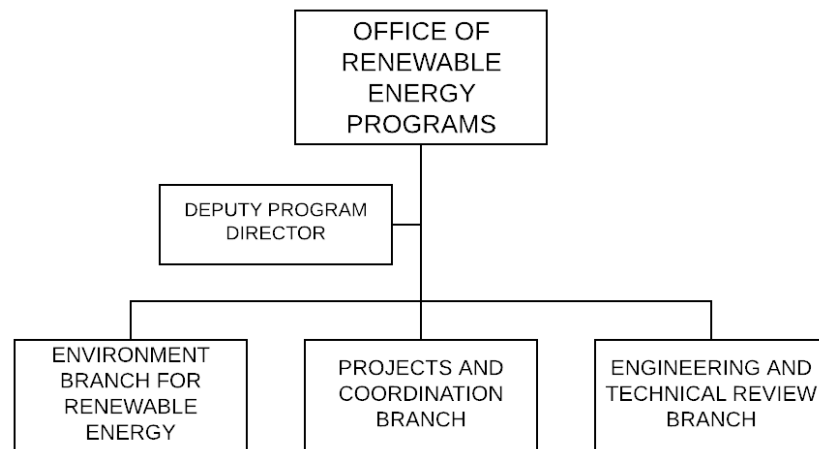 OFFICE OF
RENEWABLE
ENERGY
PROGRAMS
DEPUTY PROGRAM
DIRECTOR
ENVIRONMENT
BRANCH FOR
RENEWABLE
ENERGY
PROJECTS AND
COORDINATION
BRANCH
ENGINEERING AND
TECHNICAL REVIEW
BRANCH